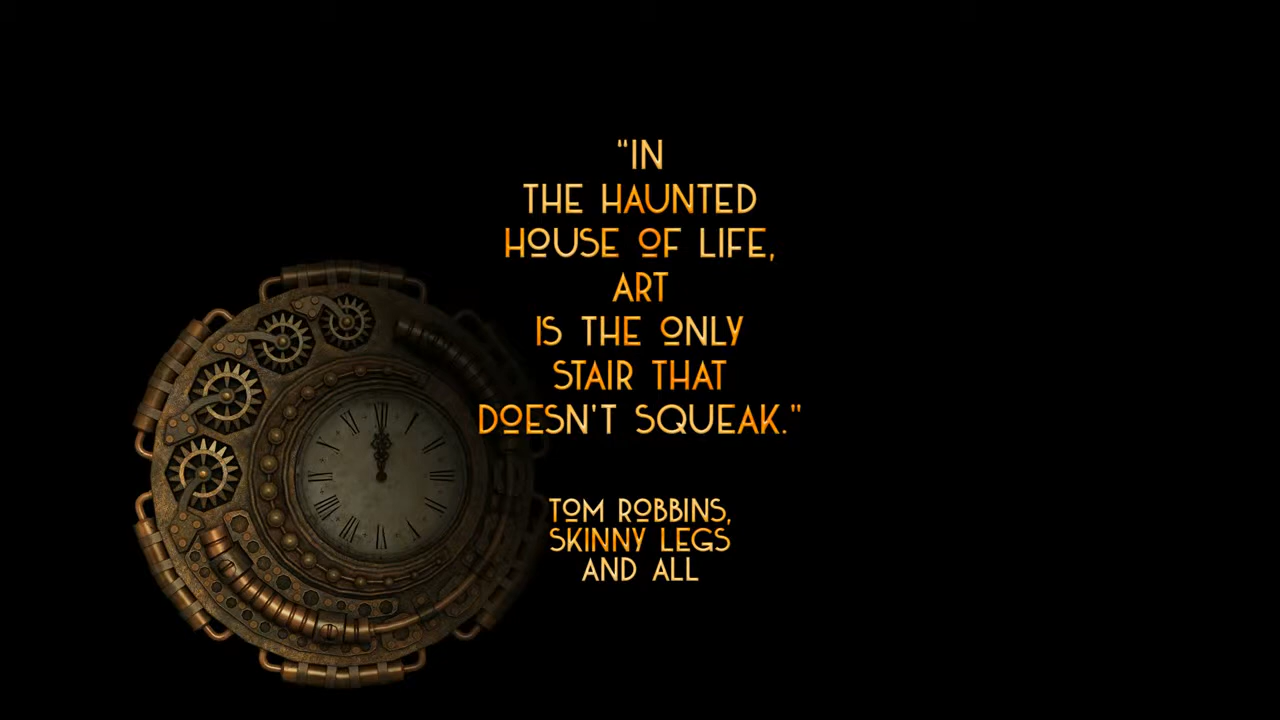 "IN
THE HAUNTED
HOUSE OF LIFE,
ART
IS THE ONLY
STAIR THAT
DOESN'T SQUEAK."
TOM ROBBINS,
SKINNY LEGS
AND ALL